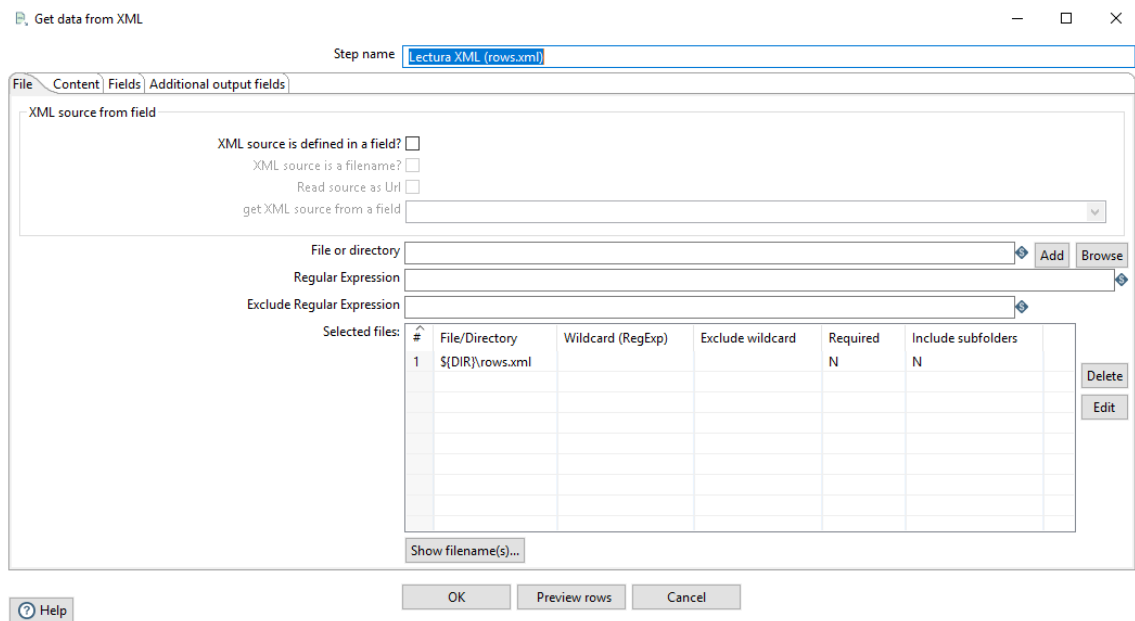 Get data from XML
Step name Lectura XML (rows.xml)
File Content Fields Additional output fields
XML source from field
XML source is defined in a field?
XML source is a filename?
Read source as Url
get XML source from a field
File or directory Add Browse
Regular Expression
Exclude Regular Expression
Selected files: # File/Directory Wildcard (RegExp) Exclude wildcard Required Include subfolders
1 ${DIR}\rows.xml N N
Delete
Edit
Show filename(s)...
OK Preview rows Cancel
Help